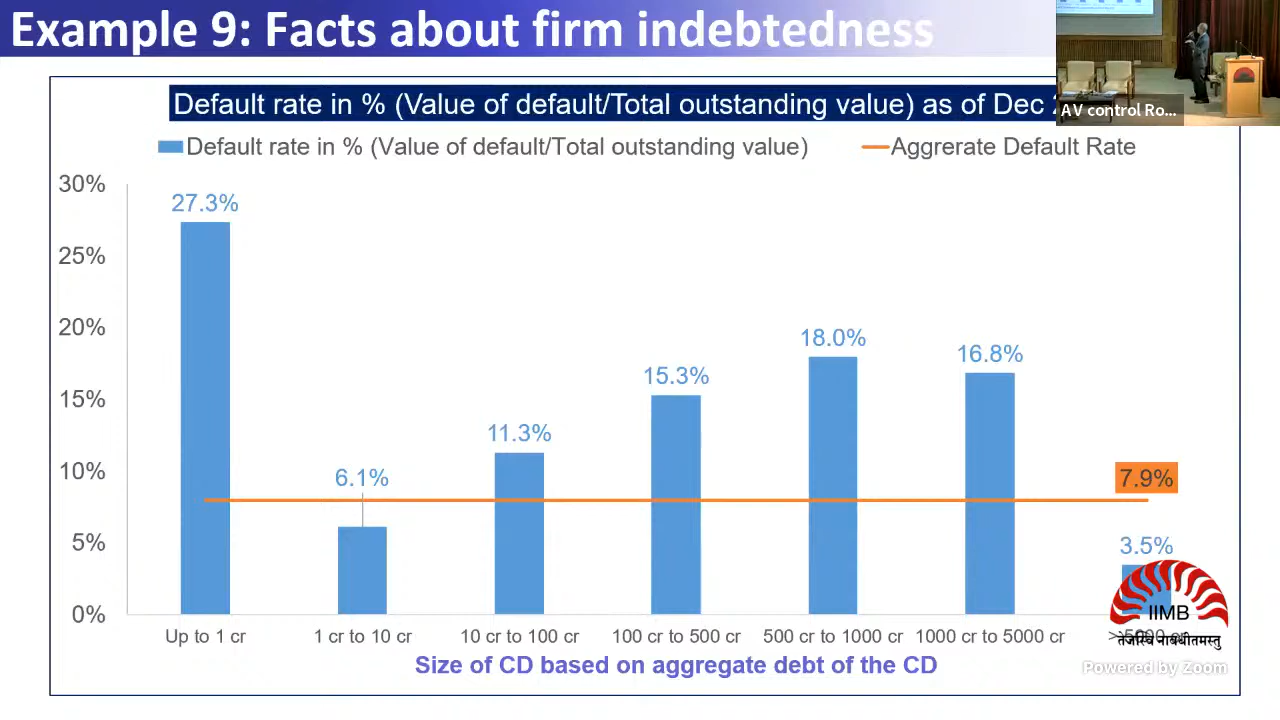 Example 9: Facts about firm indebtedness
AV control Ro...
Default rate in % (Value of default/Total outstanding value) as of Dec
Default rate in % (Value of default/Total outstanding value)
Aggrerate Default Rate
30%
25%
20%
15%
10%
5%
0%
27.3%
6.1%
11.3%
15.3%
18.0%
16.8%
7.9%
3.5%
Up to 1 cr
1 cr to 10 cr
10 cr to 100 cr
100 cr to 500 cr
500 cr to 1000 cr
1000 cr to 5000 cr
Size of CD based on aggregate debt of the CD
IIMB
तेजस्वि नावधीतमस्तु
Powered by Zoom